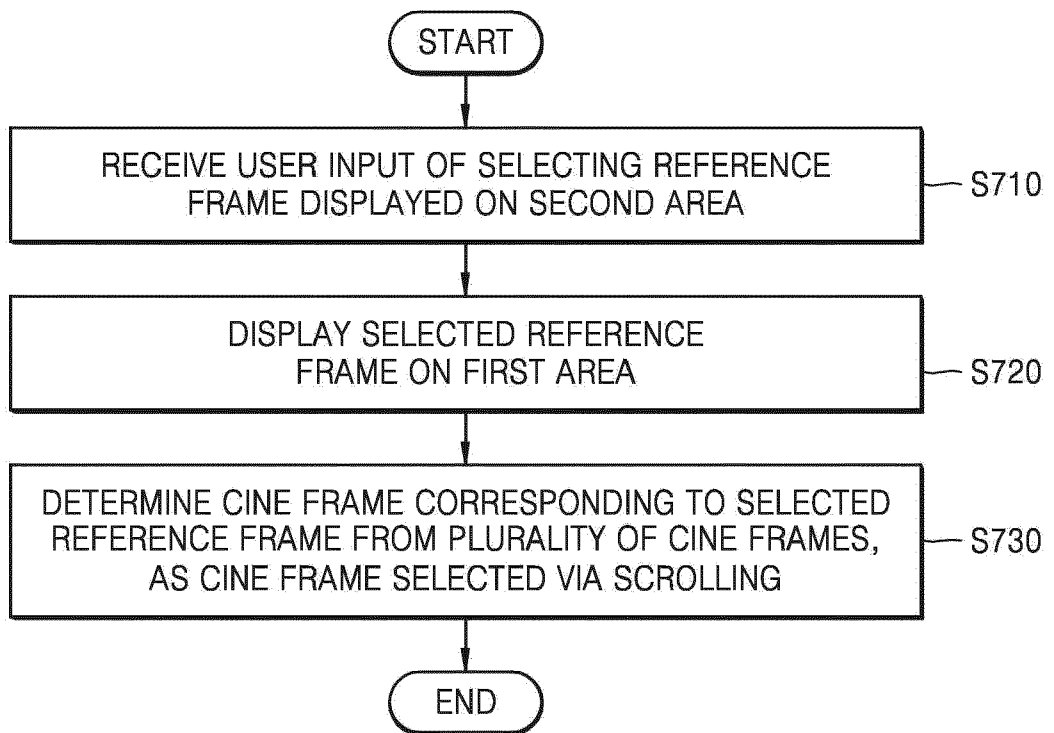 START
RECEIVE USER INPUT OF SELECTING REFERENCE
FRAME DISPLAYED ON SECOND AREA
S710
DISPLAY SELECTED REFERENCE
FRAME ON FIRST AREA
S720
DETERMINE CINE FRAME CORRESPONDING TO SELECTED
REFERENCE FRAME FROM PLURALITY OF CINE FRAMES,
AS CINE FRAME SELECTED VIA SCROLLING
S730
END